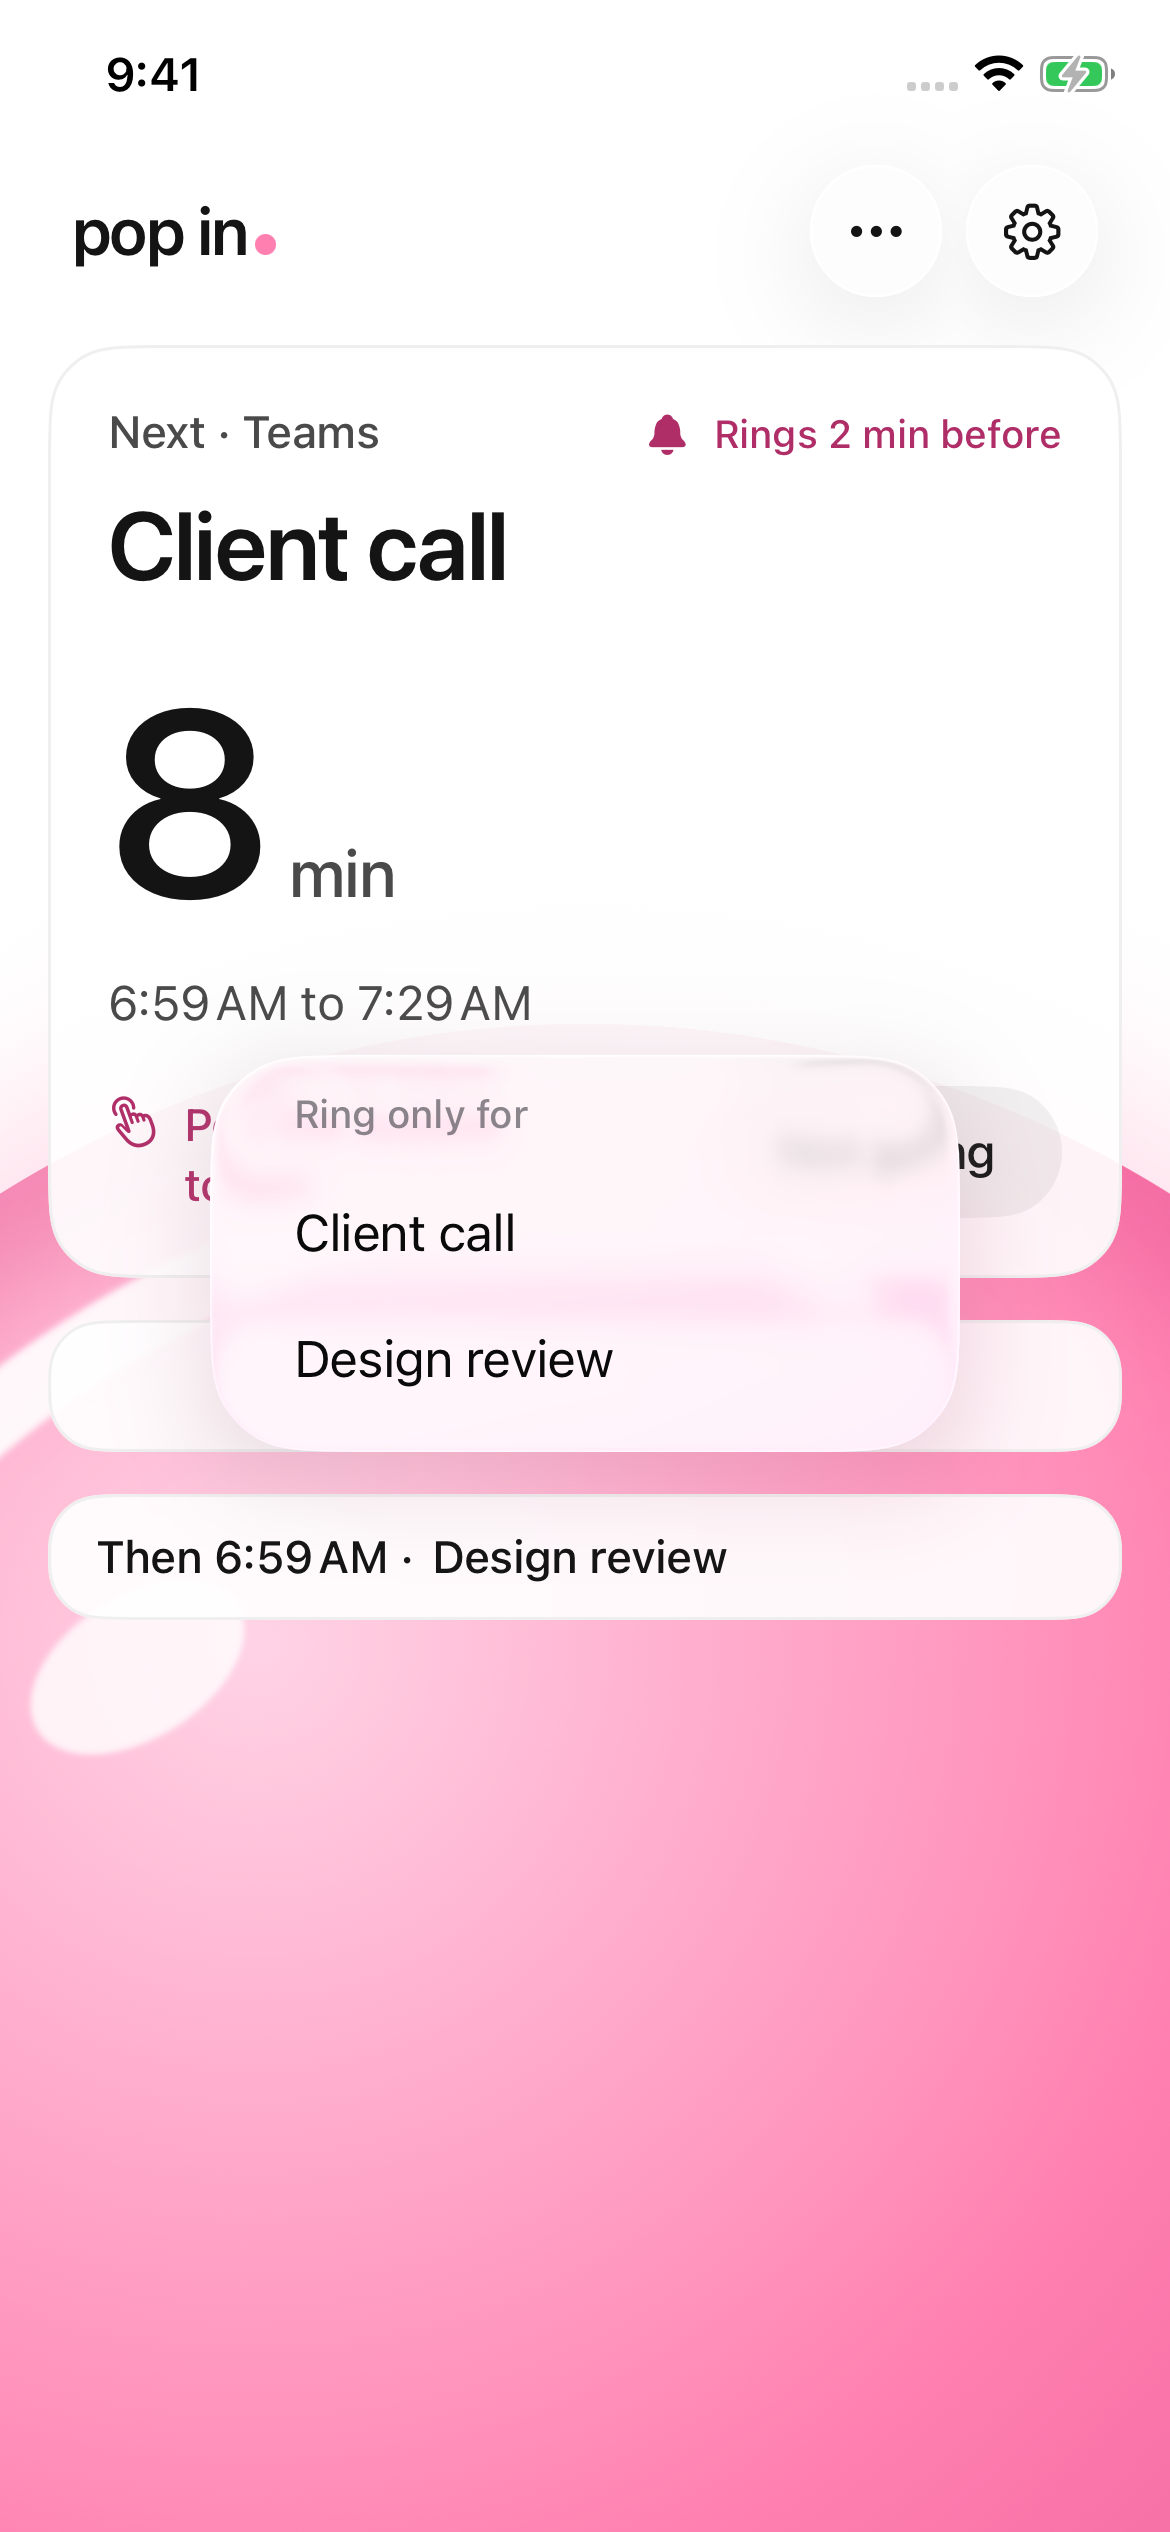 9:41
pop in
Next · Teams
Rings 2 min before
Client call
8 min
6:59 AM to 7:29 AM
Ring only for
Client call
Design review
Then 6:59 AM · Design review